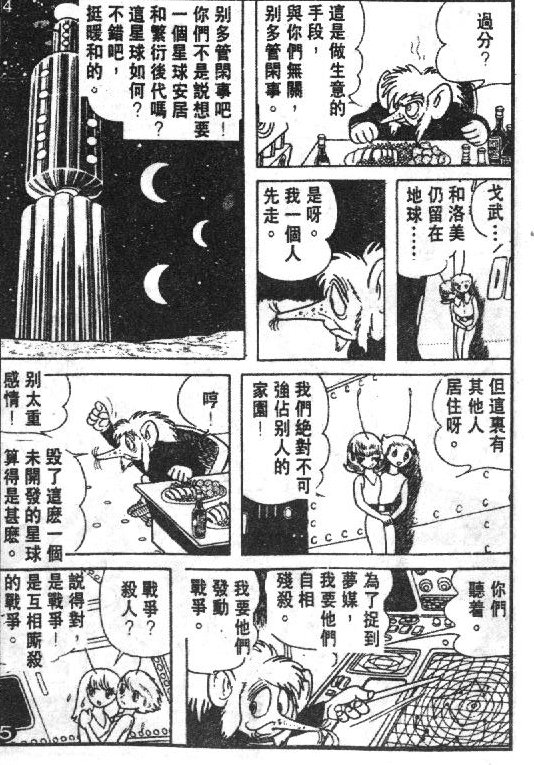 過分?
這是做生意的
手段,
與你們無關,
別多管閑事。
別多管閑事吧!
你們不是說想要
一個星球安居
和繁衍後代嗎?
這星球如何?
不錯吧,
挺暖和的。
戈武…
和洛美
仍留在
地球……
是呀。
我一個人
先走。
但這裏有
其他人
居住呀。
我們絕對不可
強佔別人的
家園!
哼!
別太重
感情!
毀了這麽一個
未開發的星球
算得是甚麽。
你們
聽着。
為了捉到
夢媒,
我要他們
自相
殘殺。
我要他們
發動
戰爭。
戰爭?
殺人?
說得對,
是戰爭!
是互相廝殺
的戰爭。
4
5